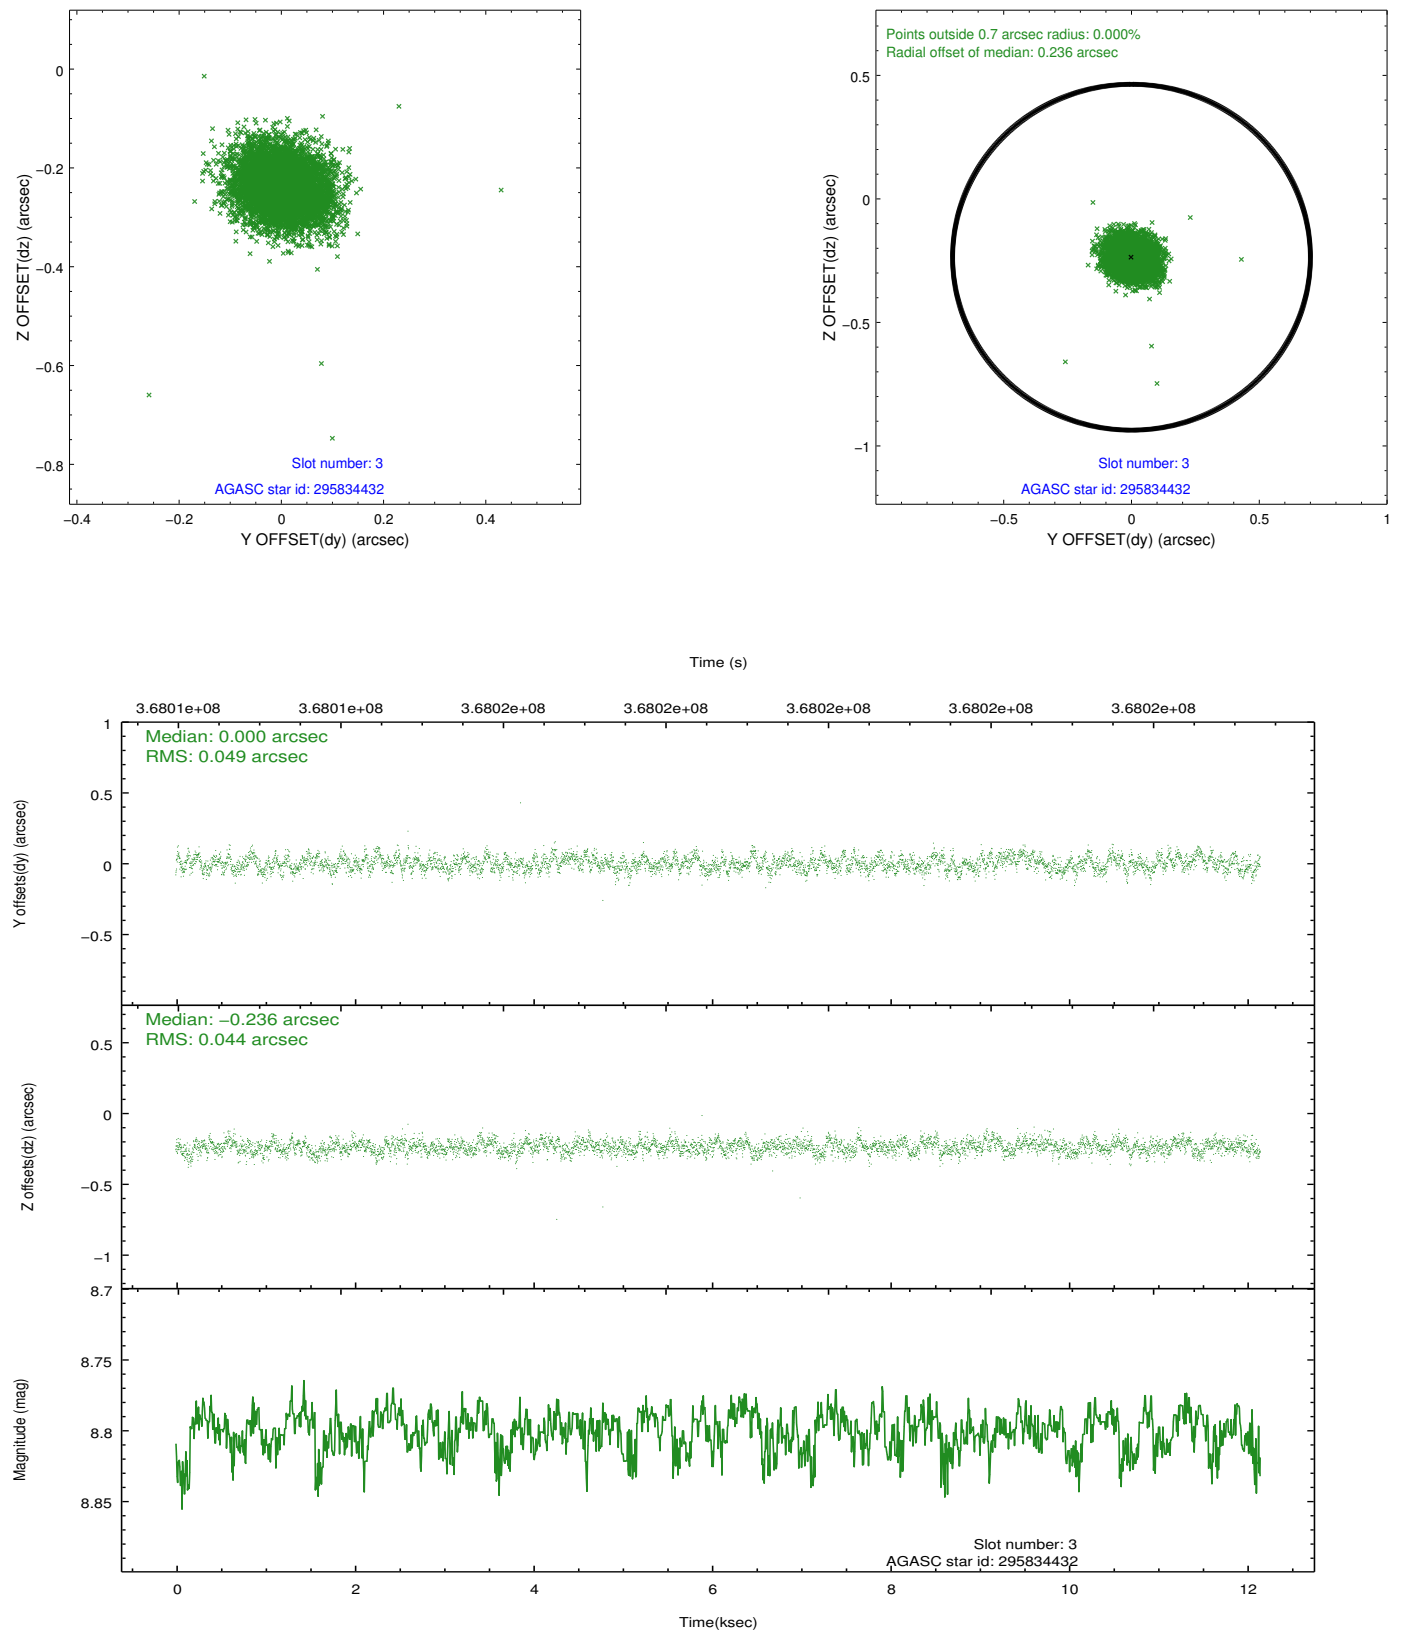 0
−0.2
−0.4
−0.6
−0.8
Z OFFSET(dz) (arcsec)
Slot number: 3
AGASC star id: 295834432
−0.4 −0.2 0 0.2 0.4
Y OFFSET(dy) (arcsec)
Points outside 0.7 arcsec radius: 0.000%
Radial offset of median: 0.236 arcsec
0.5
0
−0.5
−1
Z OFFSET(dz) (arcsec)
Slot number: 3
AGASC star id: 295834432
−0.5 0 0.5 1
Y OFFSET(dy) (arcsec)
Time (s)
3.6801e+08 3.6801e+08 3.6802e+08 3.6802e+08 3.6802e+08 3.6802e+08 3.6802e+08
Median: 0.000 arcsec
RMS: 0.049 arcsec
1
0.5
0
−0.5
Y offsets(dy) (arcsec)
Median: −0.236 arcsec
RMS: 0.044 arcsec
0.5
0
−0.5
−1
Z offsets(dz) (arcsec)
8.7
8.75
8.8
8.85
Magnitude (mag)
Slot number: 3
AGASC star id: 295834432
0 2 4 6 8 10 12
Time(ksec)